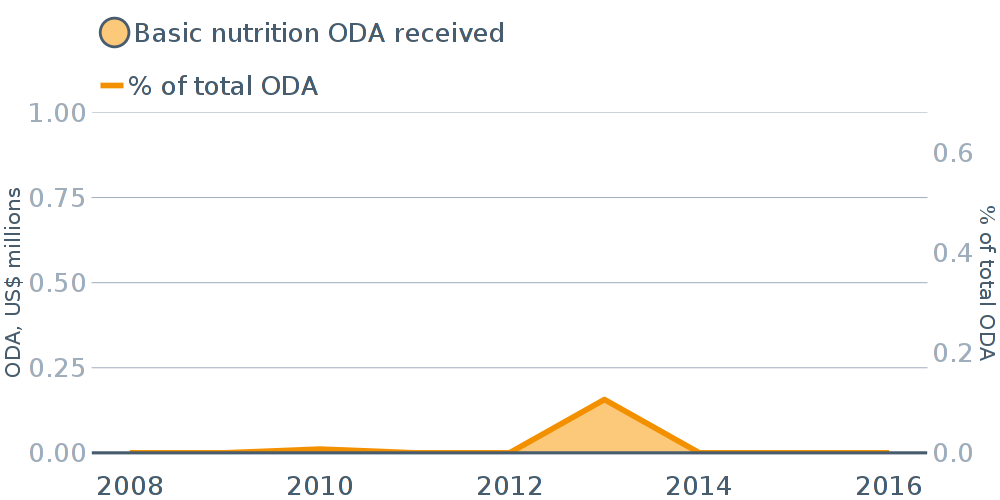 Basic nutrition ODA received
% of total ODA
1.00
0.75
0.50
0.25
0.00
ODA, US$ millions
0.6
0.4
0.2
0.0
% of total ODA
2008 2010 2012 2014 2016